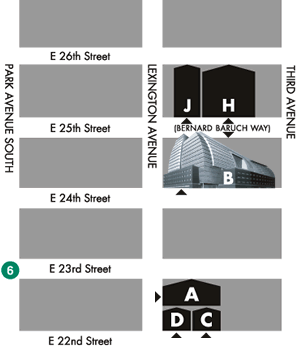 E 26th Street
PARK AVENUE SOUTH
LEXINGTON AVENUE
THIRD AVENUE
J
H
E 25th Street
(BERNARD BARUCH WAY)
B
E 24th Street
6
E 23rd Street
A
D
C
E 22nd Street